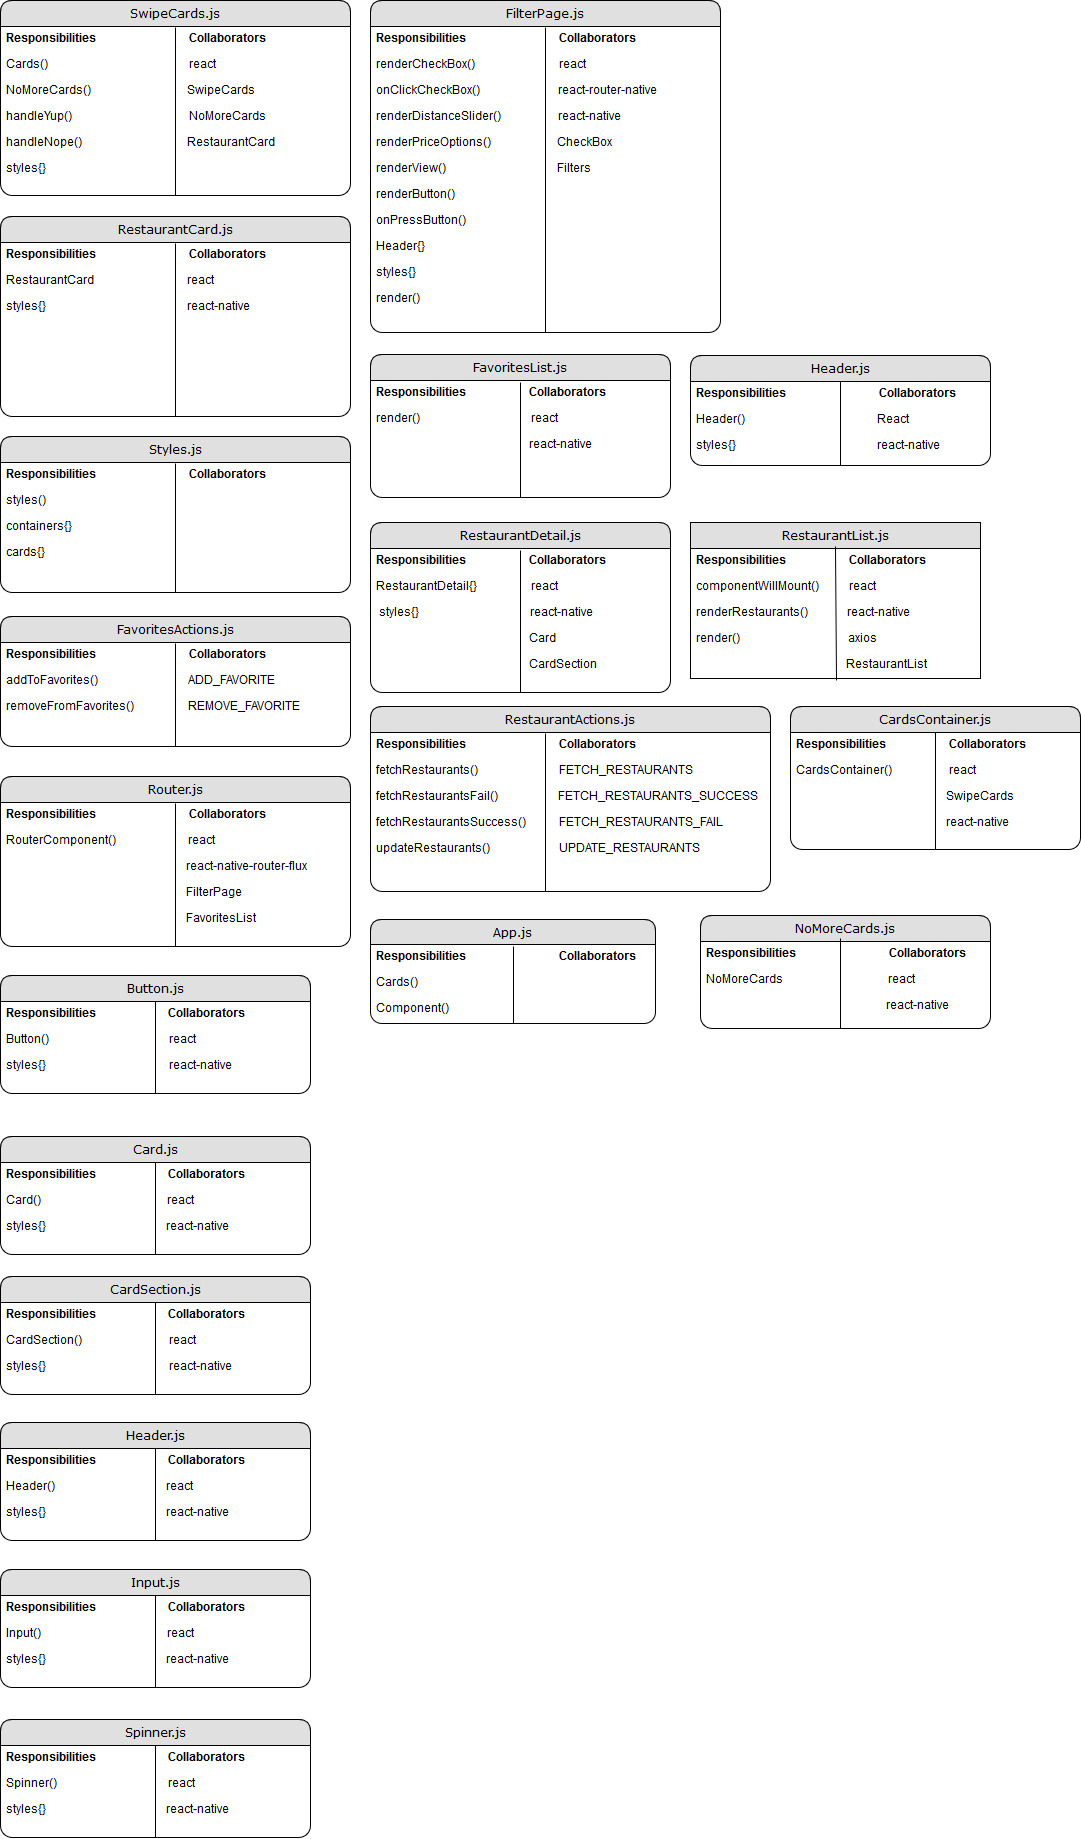 SwipeCards.js
Responsibilities Collaborators
Cards() react
NoMoreCards() SwipeCards
handleYup() NoMoreCards
handleNope() RestaurantCard
styles{}
RestaurantCard.js
Responsibilities Collaborators
RestaurantCard react
styles{} react-native
Styles.js
Responsibilities Collaborators
styles()
containers{}
cards{}
FavoritesActions.js
Responsibilities Collaborators
addToFavorites() ADD_FAVORITE
removeFromFavorites() REMOVE_FAVORITE
Router.js
Responsibilities Collaborators
RouterComponent() react
react-native-router-flux
FilterPage
FavoritesList
Button.js
Responsibilities Collaborators
Button() react
styles{} react-native
Card.js
Responsibilities Collaborators
Card() react
styles{} react-native
CardSection.js
Responsibilities Collaborators
CardSection() react
styles{} react-native
Header.js
Responsibilities Collaborators
Header() react
styles{} react-native
Input.js
Responsibilities Collaborators
Input() react
styles{} react-native
Spinner.js
Responsibilities Collaborators
Spinner() react
styles{} react-native
FilterPage.js
Responsibilities Collaborators
renderCheckBox() react
onClickCheckBox() react-router-native
renderDistanceSlider() react-native
renderPriceOptions() CheckBox
renderView() Filters
renderButton()
onPressButton()
Header{}
styles{}
render()
FavoritesList.js
Responsibilities Collaborators
render() react
react-native
Header.js
Responsibilities Collaborators
Header() React
styles{} react-native
RestaurantDetail.js
Responsibilities Collaborators
RestaurantDetail{} react
styles{} react-native
Card
CardSection
RestaurantList.js
Responsibilities Collaborators
componentWillMount() react
renderRestaurants() react-native
render() axios
RestaurantList
RestaurantActions.js
Responsibilities Collaborators
fetchRestaurants() FETCH_RESTAURANTS
fetchRestaurantsFail() FETCH_RESTAURANTS_SUCCESS
fetchRestaurantsSuccess() FETCH_RESTAURANTS_FAIL
updateRestaurants() UPDATE_RESTAURANTS
CardsContainer.js
Responsibilities Collaborators
CardsContainer() react
SwipeCards
react-native
App.js
Responsibilities Collaborators
Cards()
Component()
NoMoreCards.js
Responsibilities Collaborators
NoMoreCards react
react-native